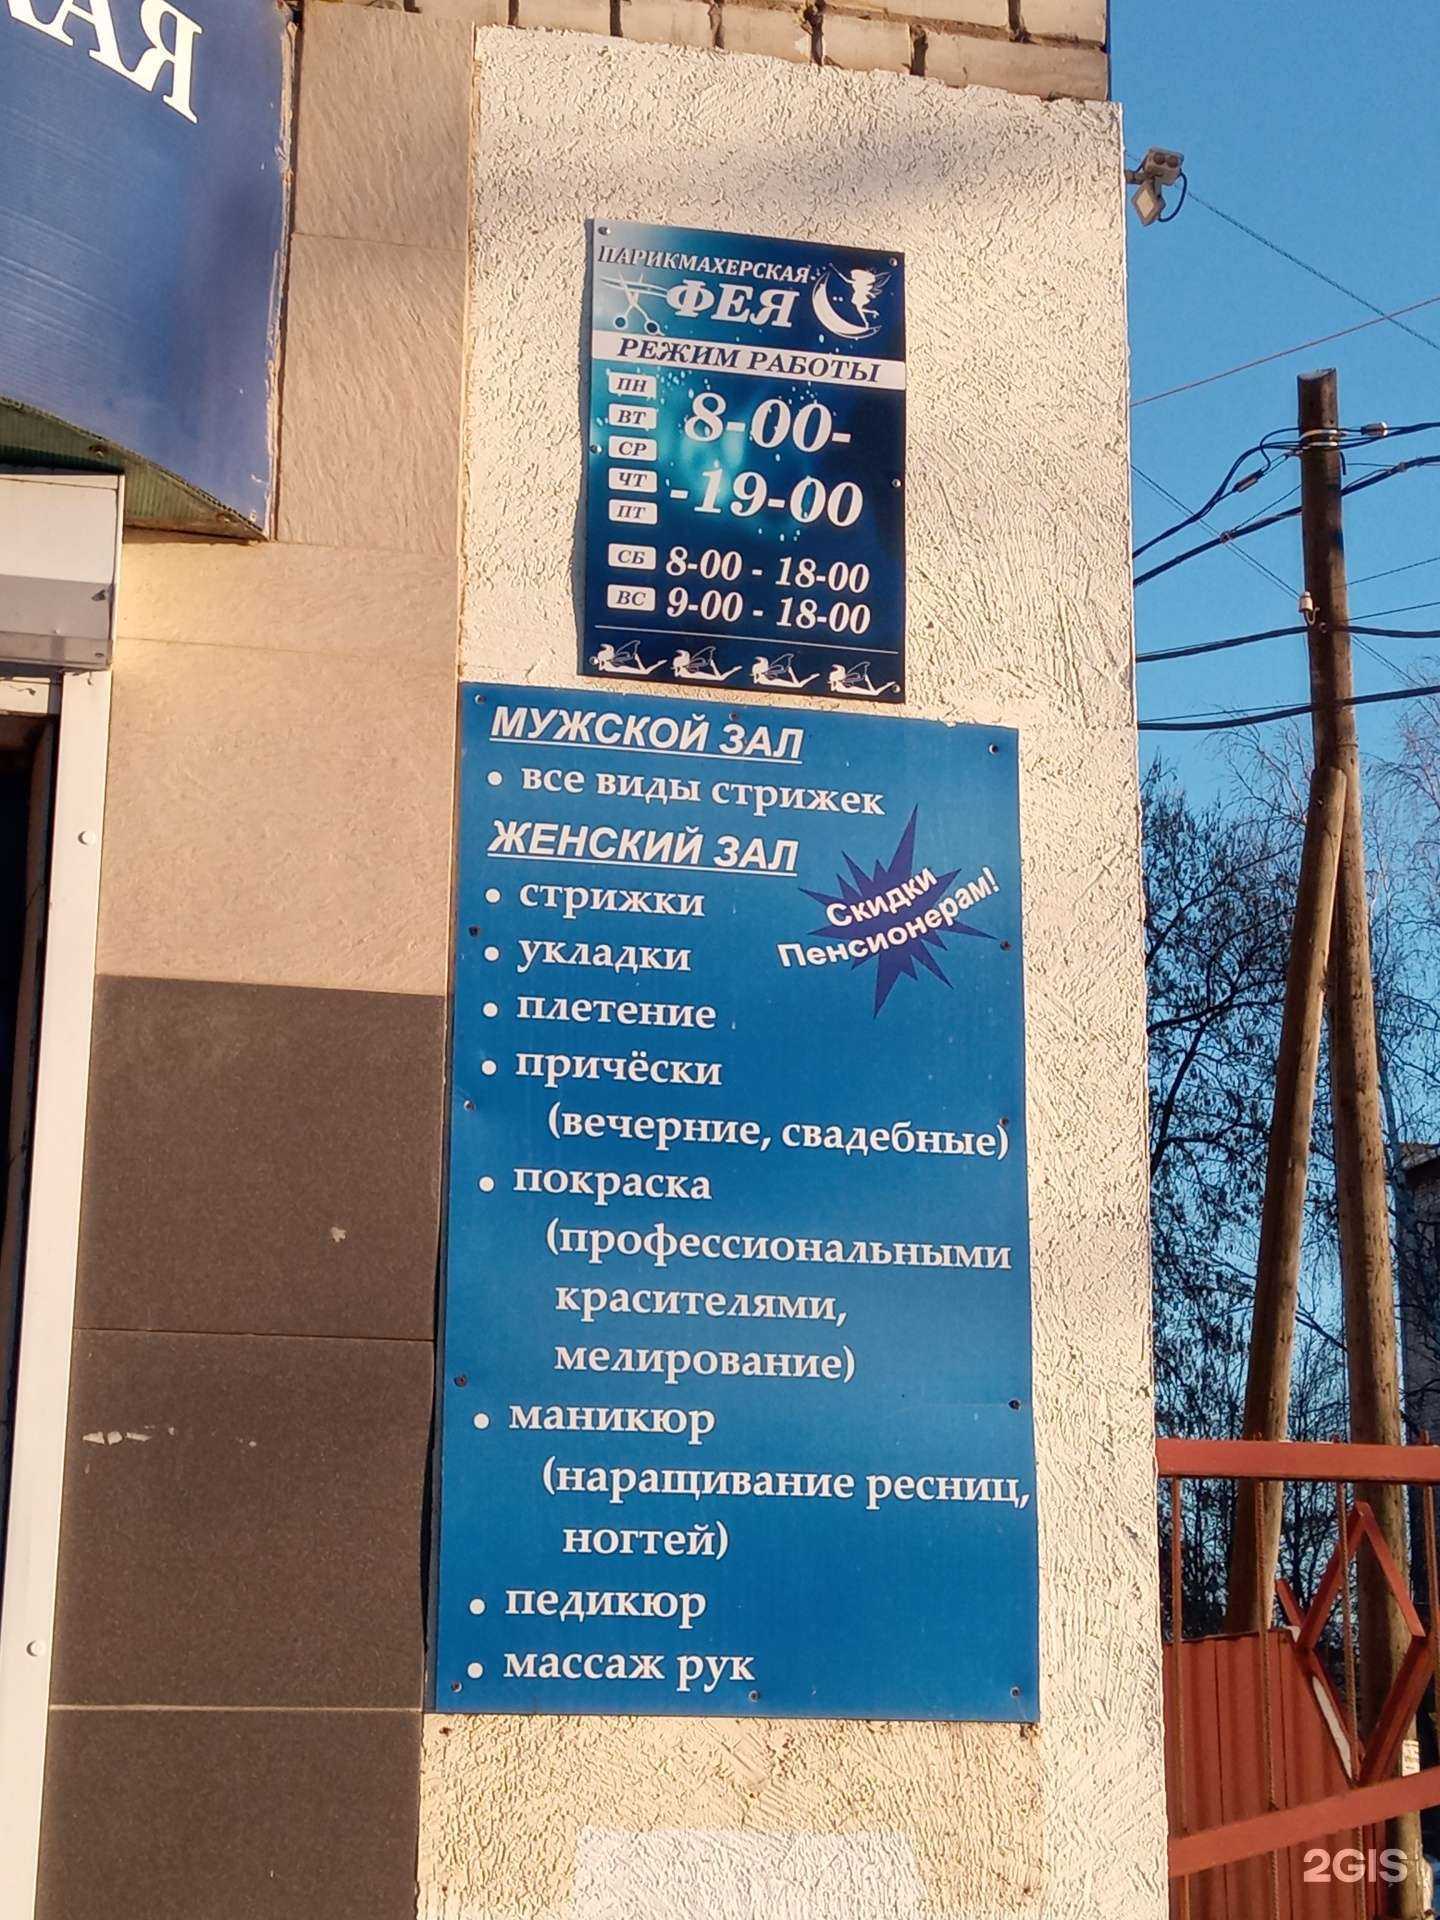 АЯ
ПАРИКМАХЕРСКАЯ
ФЕЯ
РЕЖИМ РАБОТЫ
ПН
ВТ
СР
ЧТ
ПТ
8-00-
-19-00
СБ 8-00 - 18-00
ВС 9-00 - 18-00
МУЖСКОЙ ЗАЛ
• все виды стрижек
ЖЕНСКИЙ ЗАЛ
• стрижки
• укладки
• плетение
• причёски
(вечерние, свадебные)
• покраска
(профессиональными
красителями,
мелирование)
• маникюр
(наращивание ресниц,
ногтей)
• педикюр
• массаж рук
Скидки
Пенсионерам!
2GIS